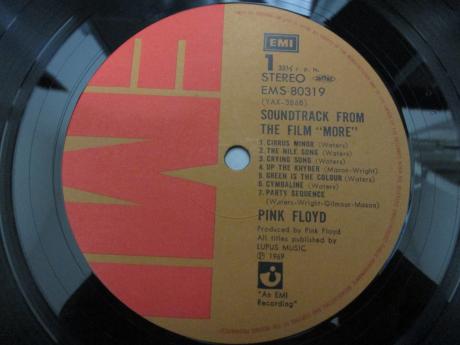 EMI
EMI
1
33⅓ r. p. m.
STEREO
EMS-80319
(YAX-3868)
SOUNDTRACK FROM
THE FILM "MORE"
1. CIRRUS MINOR (Waters)
2. THE NILE SONG (Waters)
3. CRYING SONG (Waters)
4. UP THE KHYBER (Mason-Wright)
5. GREEN IS THE COLOUR (Waters)
6. CYMBALINE (Waters)
7. PARTY SEQUENCE
(Waters-Wright-Gilmour-Mason)
PINK FLOYD
Produced by Pink Floyd
All titles published by
LUPUS MUSIC
Ⓟ 1969
"An EMI
Recording"